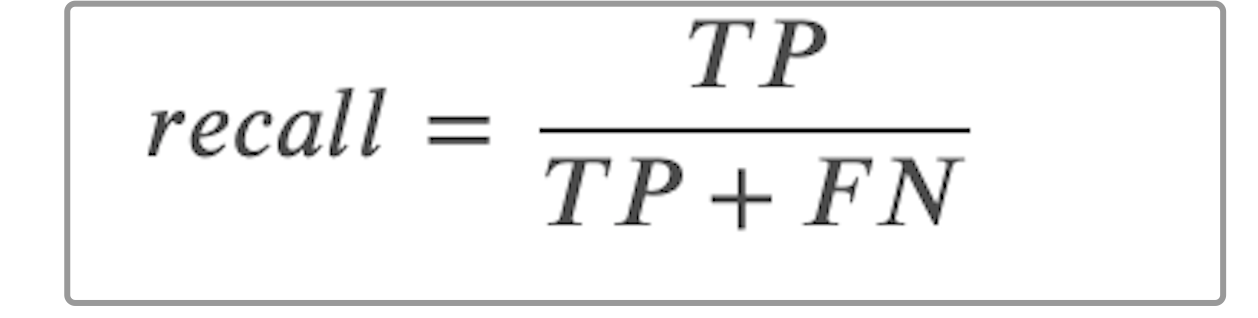 recall = TP / TP + FN